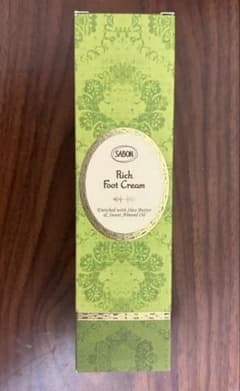 SABON
Rich
Foot Cream
Enriched with Shea Butter
& Sweet Almond Oil